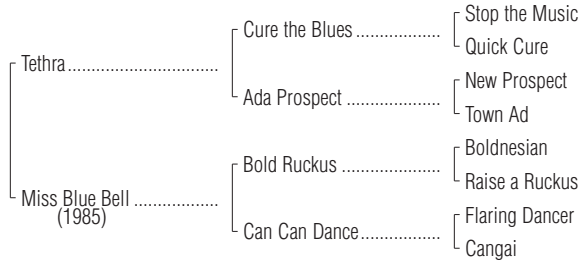 Stop the Music
Cure the Blues ..................
Quick Cure
Tethra ................................
New Prospect
Ada Prospect ....................
Town Ad
Boldnesian
Bold Ruckus .....................
Raise a Ruckus
Miss Blue Bell ..................
(1985)
Flaring Dancer
Can Can Dance .................
Cangai